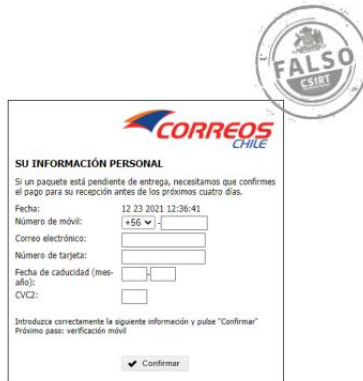 FALSO
CSIRT
CORREOS
CHILE
SU INFORMACIÓN PERSONAL
Si un paquete está pendiente de entrega, necesitamos que confirmes
el pago para su recepción antes de los próximos cuatro días.
Fecha: 12 23 2021 12:36:41
Número de móvil: +56 -
Correo electrónico:
Número de tarjeta:
Fecha de caducidad (mes-
año): -
CVC2:
Introduzca correctamente la siguiente información y pulse "Confirmar"
Próximo paso: verificación móvil
Confirmar